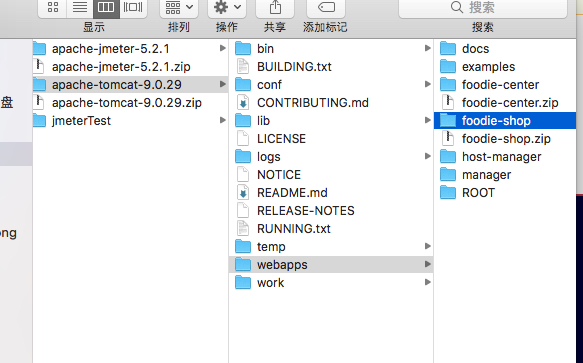 显示
排列
操作
共享
添加标记
搜索
搜索
盘
ong
apache-jmeter-5.2.1
apache-jmeter-5.2.1.zip
apache-tomcat-9.0.29
apache-tomcat-9.0.29.zip
jmeterTest
bin
BUILDING.txt
conf
CONTRIBUTING.md
lib
LICENSE
logs
NOTICE
README.md
RELEASE-NOTES
RUNNING.txt
temp
webapps
work
docs
examples
foodie-center
foodie-center.zip
foodie-shop
foodie-shop.zip
host-manager
manager
ROOT